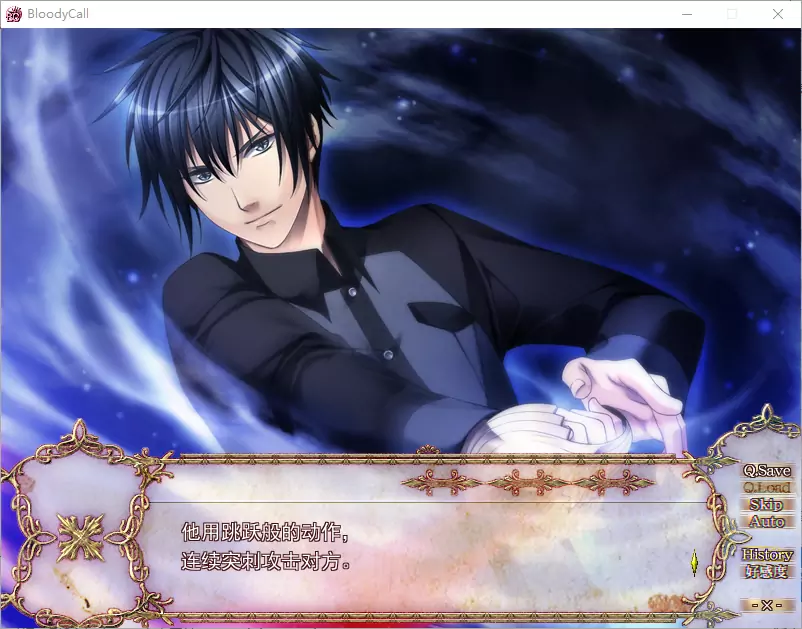 BloodyCall
他用跳跃般的动作，
连续突刺攻击对方。
Q.Save
Q.Load
Skip
Auto
History
好感度
-X-